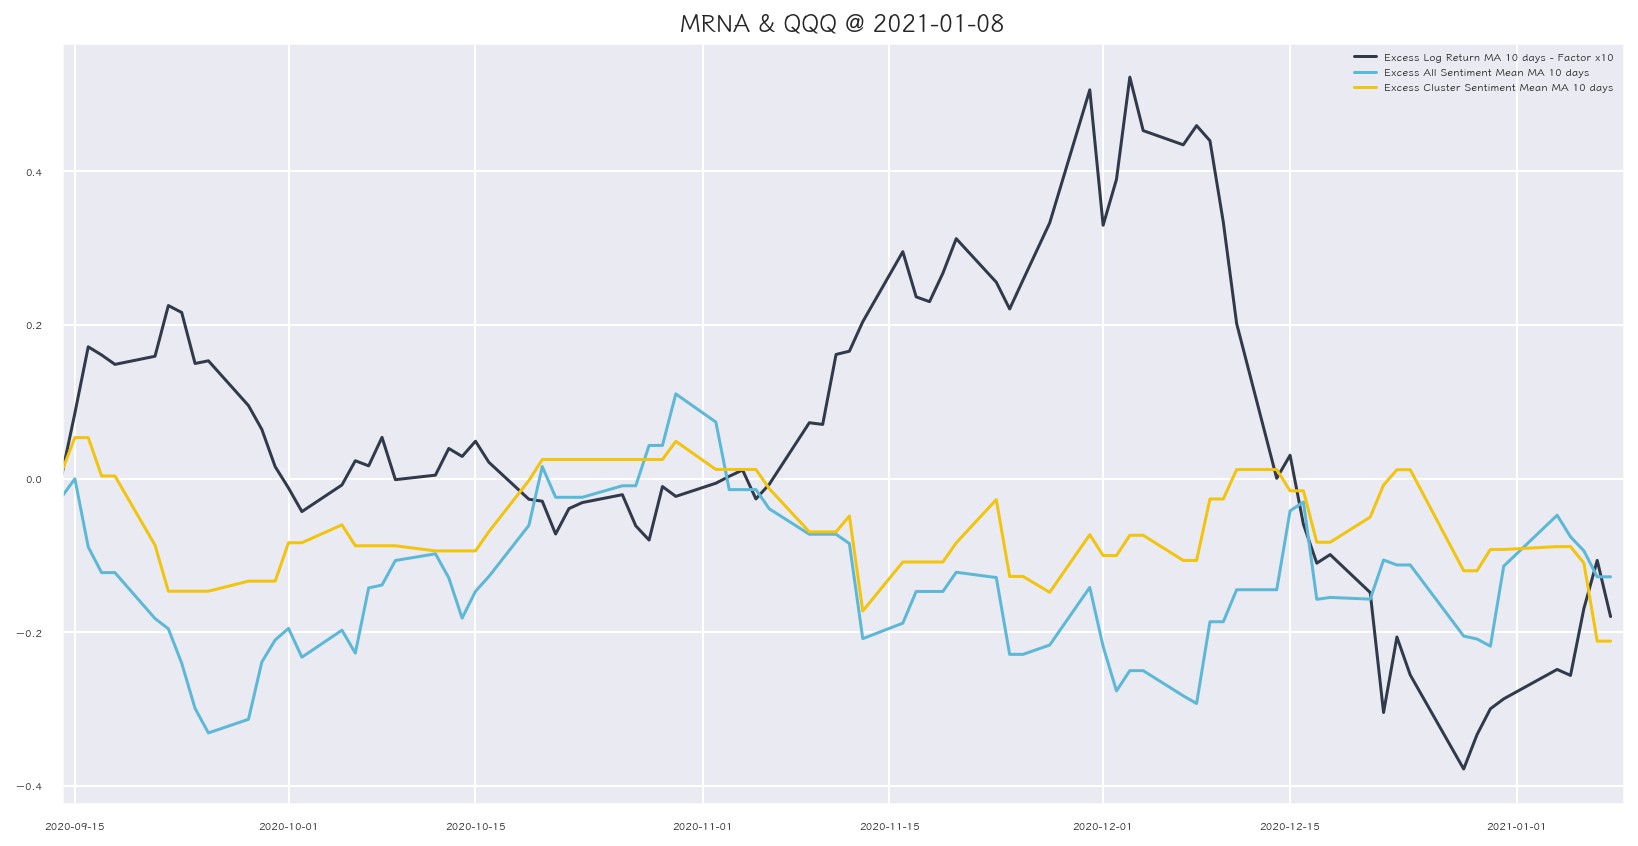 MRNA & QQQ @ 2021-01-08
Excess Log Return MA 10 days - Factor x10
Excess All Sentiment Mean MA 10 days
Excess Cluster Sentiment Mean MA 10 days
0.4
0.2
0.0
−0.2
−0.4
2020-09-15 2020-10-01 2020-10-15 2020-11-01 2020-11-15 2020-12-01 2020-12-15 2021-01-01